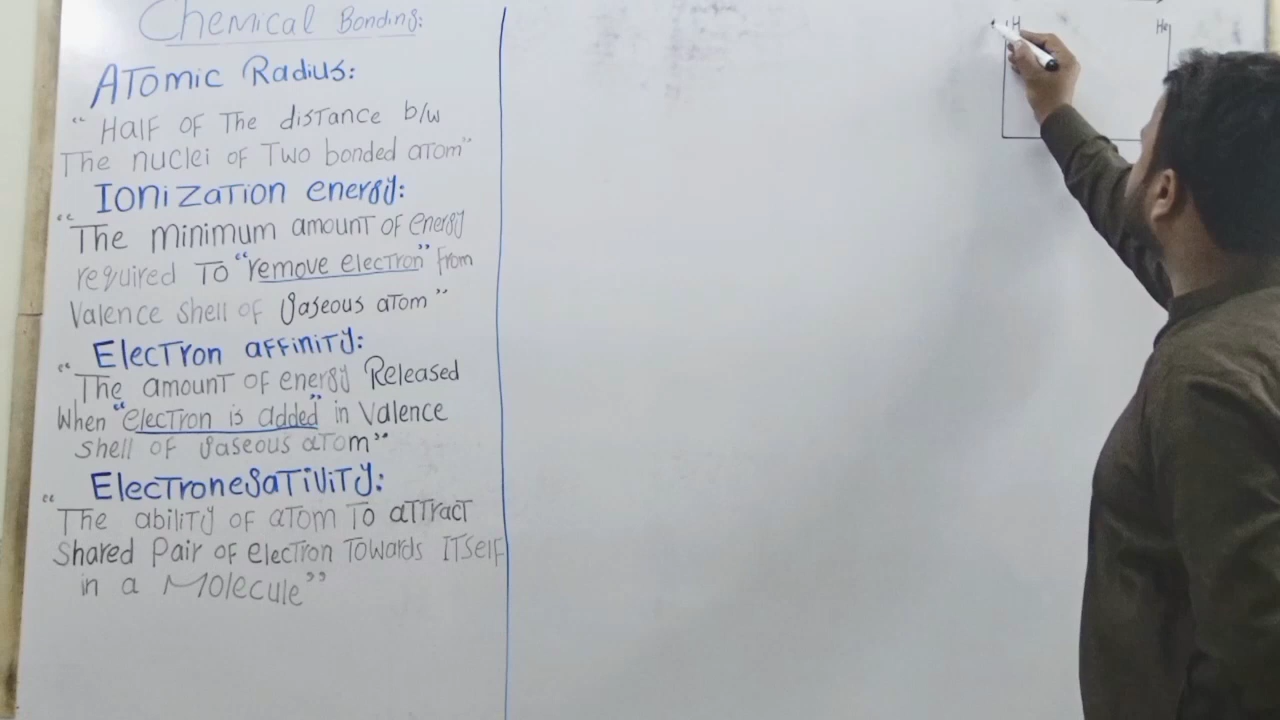 Chemical Bonding:
Atomic Radius:
“ Half of The distance b/w
The nuclei of Two bonded atom”
Ionization energy:
“The minimum amount of energy
required To “remove electron” from
Valence shell of gaseous atom”
Electron affinity:
“The amount of energy Released
When “electron is added” in Valence
shell of gaseous atom”
Electronegativity:
“The ability of atom To attract
Shared Pair of electron Towards ITself
in a Molecule”
H He